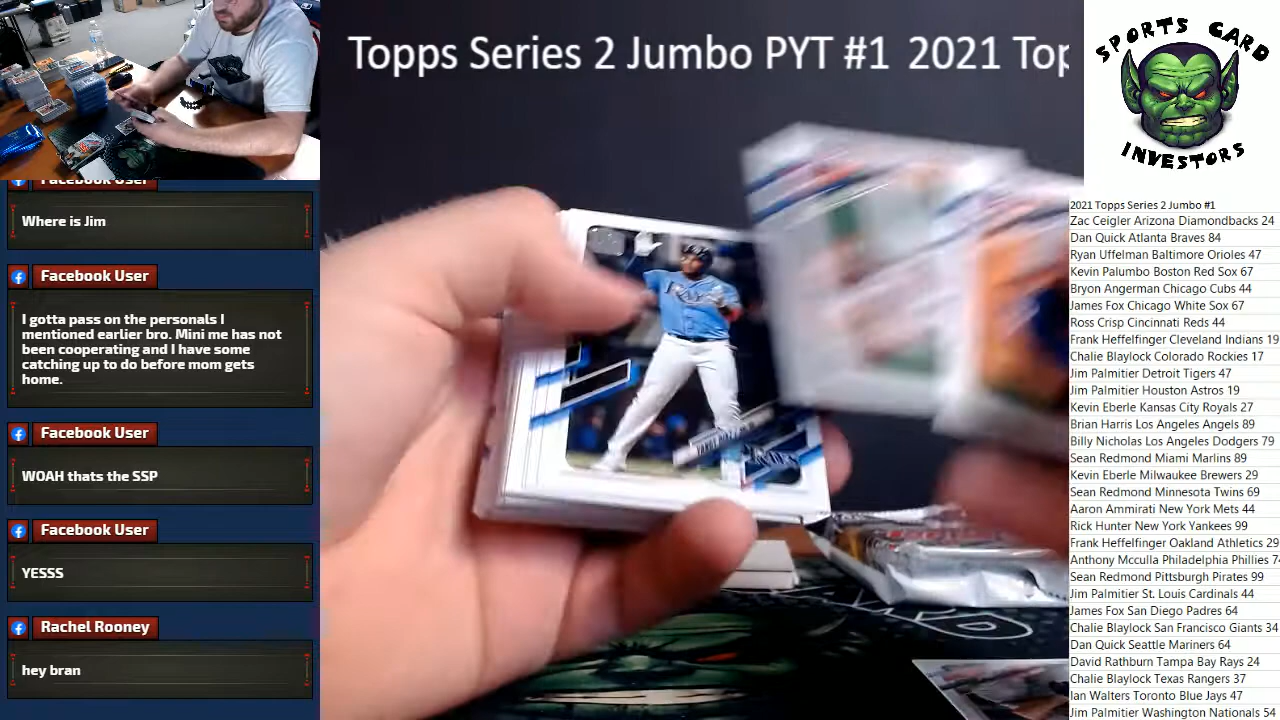 Topps Series 2 Jumbo PYT #1 2021 Top
SPORTS CARD
INVESTORS
Facebook User
Where is Jim
Facebook User
I gotta pass on the personals I
mentioned earlier bro. Mini me has not
been cooperating and I have some
catching up to do before mom gets
home.
Facebook User
WOAH thats the SSP
Facebook User
YESSS
Rachel Rooney
hey bran
RAYS
2021 Topps Series 2 Jumbo #1
Zac Ceigler Arizona Diamondbacks 24
Dan Quick Atlanta Braves 84
Ryan Uffelman Baltimore Orioles 47
Kevin Palumbo Boston Red Sox 67
Bryon Angerman Chicago Cubs 44
James Fox Chicago White Sox 67
Ross Crisp Cincinnati Reds 44
Frank Heffelfinger Cleveland Indians 19
Chalie Blaylock Colorado Rockies 17
Jim Palmitier Detroit Tigers 47
Jim Palmitier Houston Astros 19
Kevin Eberle Kansas City Royals 27
Brian Harris Los Angeles Angels 89
Billy Nicholas Los Angeles Dodgers 79
Sean Redmond Miami Marlins 89
Kevin Eberle Milwaukee Brewers 29
Sean Redmond Minnesota Twins 69
Aaron Ammirati New York Mets 44
Rick Hunter New York Yankees 99
Frank Heffelfinger Oakland Athletics 29
Anthony Mcculla Philadelphia Phillies 74
Sean Redmond Pittsburgh Pirates 99
Jim Palmitier St. Louis Cardinals 44
James Fox San Diego Padres 64
Chalie Blaylock San Francisco Giants 34
Dan Quick Seattle Mariners 64
David Rathburn Tampa Bay Rays 24
Chalie Blaylock Texas Rangers 37
Ian Walters Toronto Blue Jays 47
Jim Palmitier Washington Nationals 54